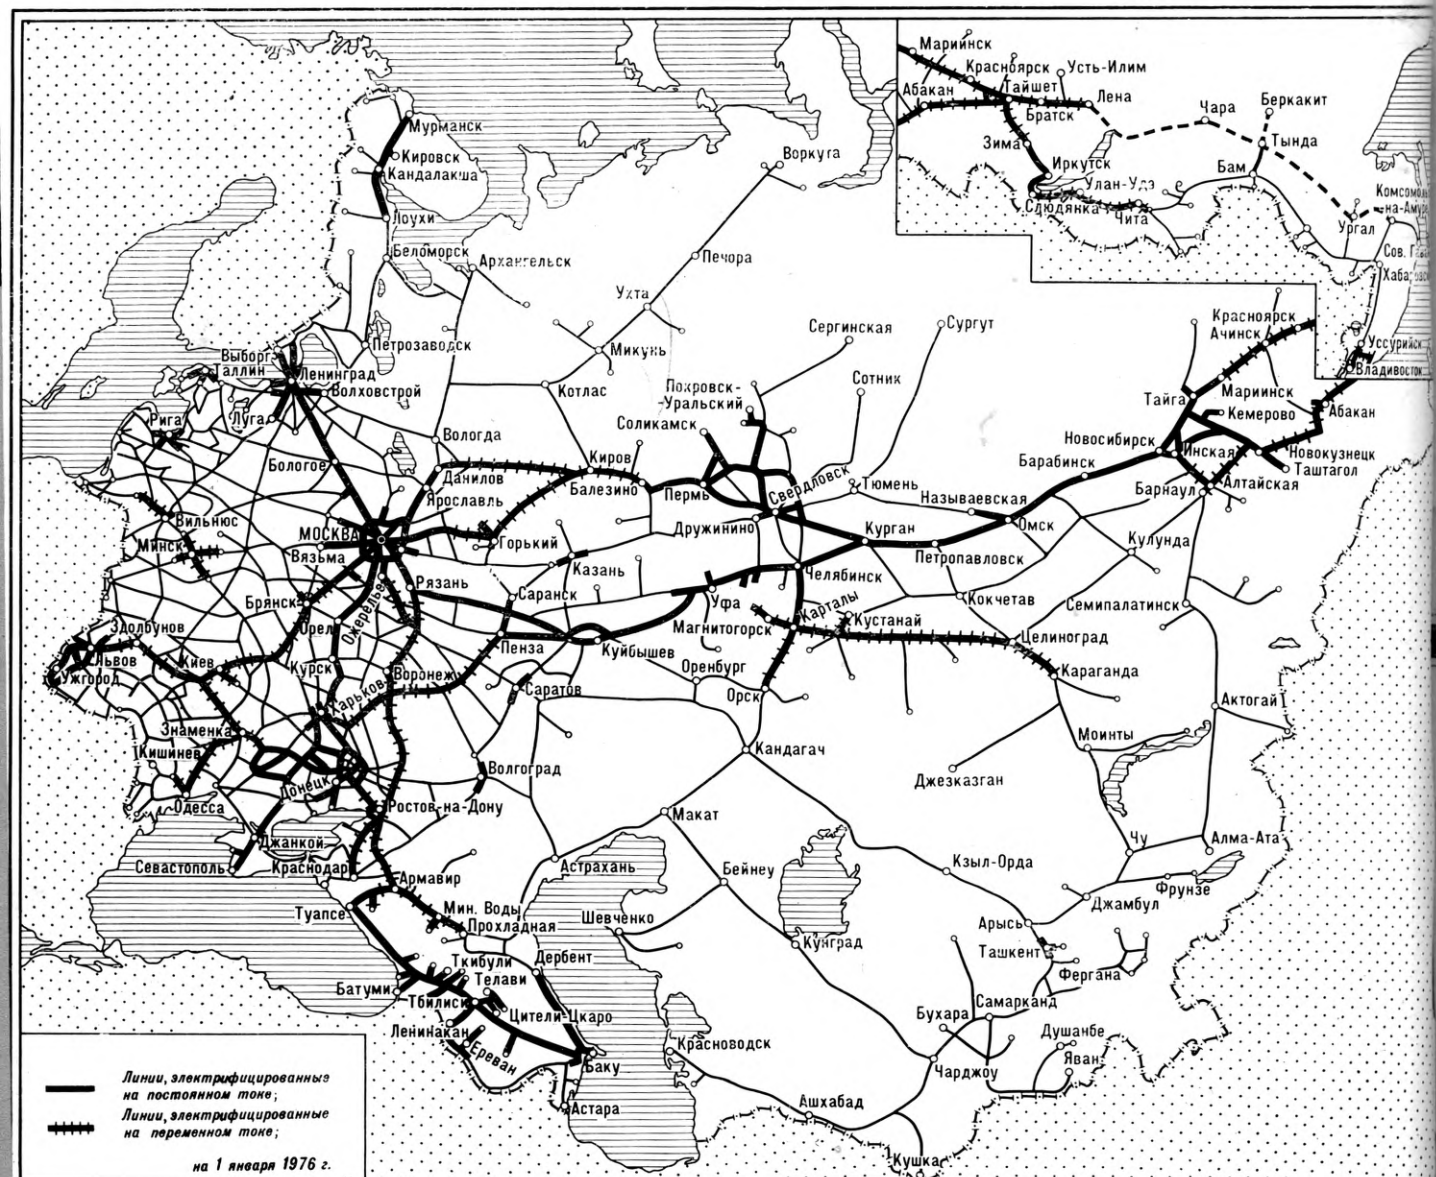 Мариинск
Красноярск
Усть-Илим
Абакан
Тайшет
Лена
Братск
Чара
Беркакит
Зима
Тында
Иркутск
Бам
Улан-Удэ
Слюдянка
Чита
Ургал
-на-Аму
Сов. Гава
Уссурийск
Владивосток
Мурманск
Кировск
Кандалакша
Лоухи
Беломорск
Архангельск
Воркута
Печора
Ухта
Микунь
Котлас
Петрозаводск
Сергинская
Сургут
Сотник
Покровск-
-Уральский
Соликамск
Красноярск
Ачинск
Мариинск
Тайга
Кемерово
Абакан
Новосибирск
Инская
Новокузнецк
Таштагол
Барабинск
Барнаул
Алтайская
Выборг
Таллин
Ленинград
Волховстрой
Рига
Луга
Вологда
Бологое
Данилов
Киров
Балезино
Пермь
Свердловск
Тюмень
Называевская
Омск
Ярославль
Вильнюс
МОСКВА
Минск
Вязьма
Горький
Дружинино
Курган
Петропавловск
Кулунда
Казань
Челябинск
Рязань
Саранск
Уфа
Карталы
Кокчетав
Семипалатинск
Брянск
Ожерелье
Орел
Магнитогорск
Кустанай
Целиноград
Здолбунов
Львов
Ужгород
Киев
Курск
Воронеж
Пенза
Куйбышев
Оренбург
Орск
Караганда
Харьков
Саратов
Актогай
Знаменка
Кишинев
Моинты
Кандагач
Волгоград
Джезказган
Донецк
Одесса
Ростов-на-Дону
Макат
Джанкой
Чу
Алма-Ата
Севастополь
Краснодар
Астрахань
Бейнеу
Кзыл-Орда
Армавир
Фрунзе
Джамбул
Туапсе
Мин. Воды
Прохладная
Шевченко
Арысь
Кунград
Ташкент
Фергана
Ткибули
Телави
Дербент
Батуми
Тбилиси
Цители-Цкаро
Самарканд
Бухара
Душанбе
Ленинакан
Ереван
Красноводск
Яван
Баку
Чарджоу
Астара
Ашхабад
Кушка
Линии, электрифицированные
на постоянном токе;
Линии, электрифицированные
на переменном токе;
на 1 января 1976 г.